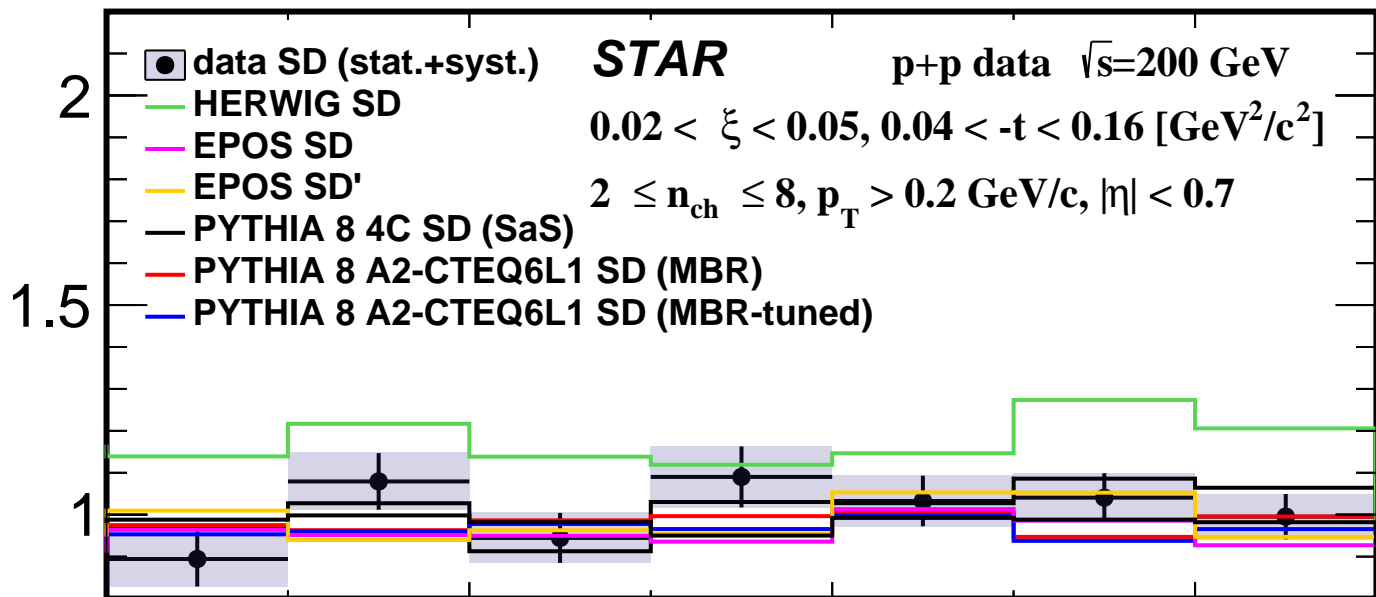 data SD (stat.+syst.) STAR p+p data √s=200 GeV
2 HERWIG SD 0.02 < ξ < 0.05, 0.04 < -t < 0.16 [GeV²/c²]
EPOS SD
EPOS SD' 2 ≤ n_ch ≤ 8, p_T > 0.2 GeV/c, |η| < 0.7
PYTHIA 8 4C SD (SaS)
PYTHIA 8 A2-CTEQ6L1 SD (MBR)
1.5 PYTHIA 8 A2-CTEQ6L1 SD (MBR-tuned)
1